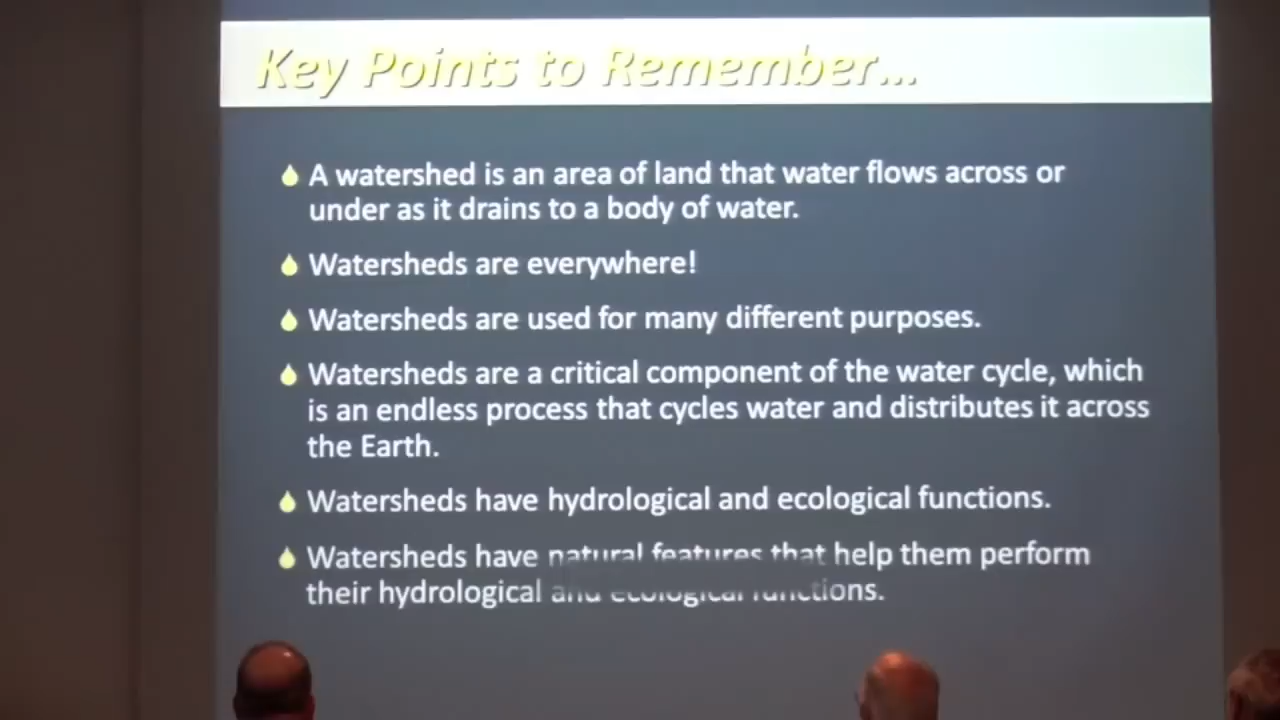 Key Points to Remember...
A watershed is an area of land that water flows across or
under as it drains to a body of water.
Watersheds are everywhere!
Watersheds are used for many different purposes.
Watersheds are a critical component of the water cycle, which
is an endless process that cycles water and distributes it across
the Earth.
Watersheds have hydrological and ecological functions.
Watersheds have natural features that help them perform
their hydrological and ecological functions.